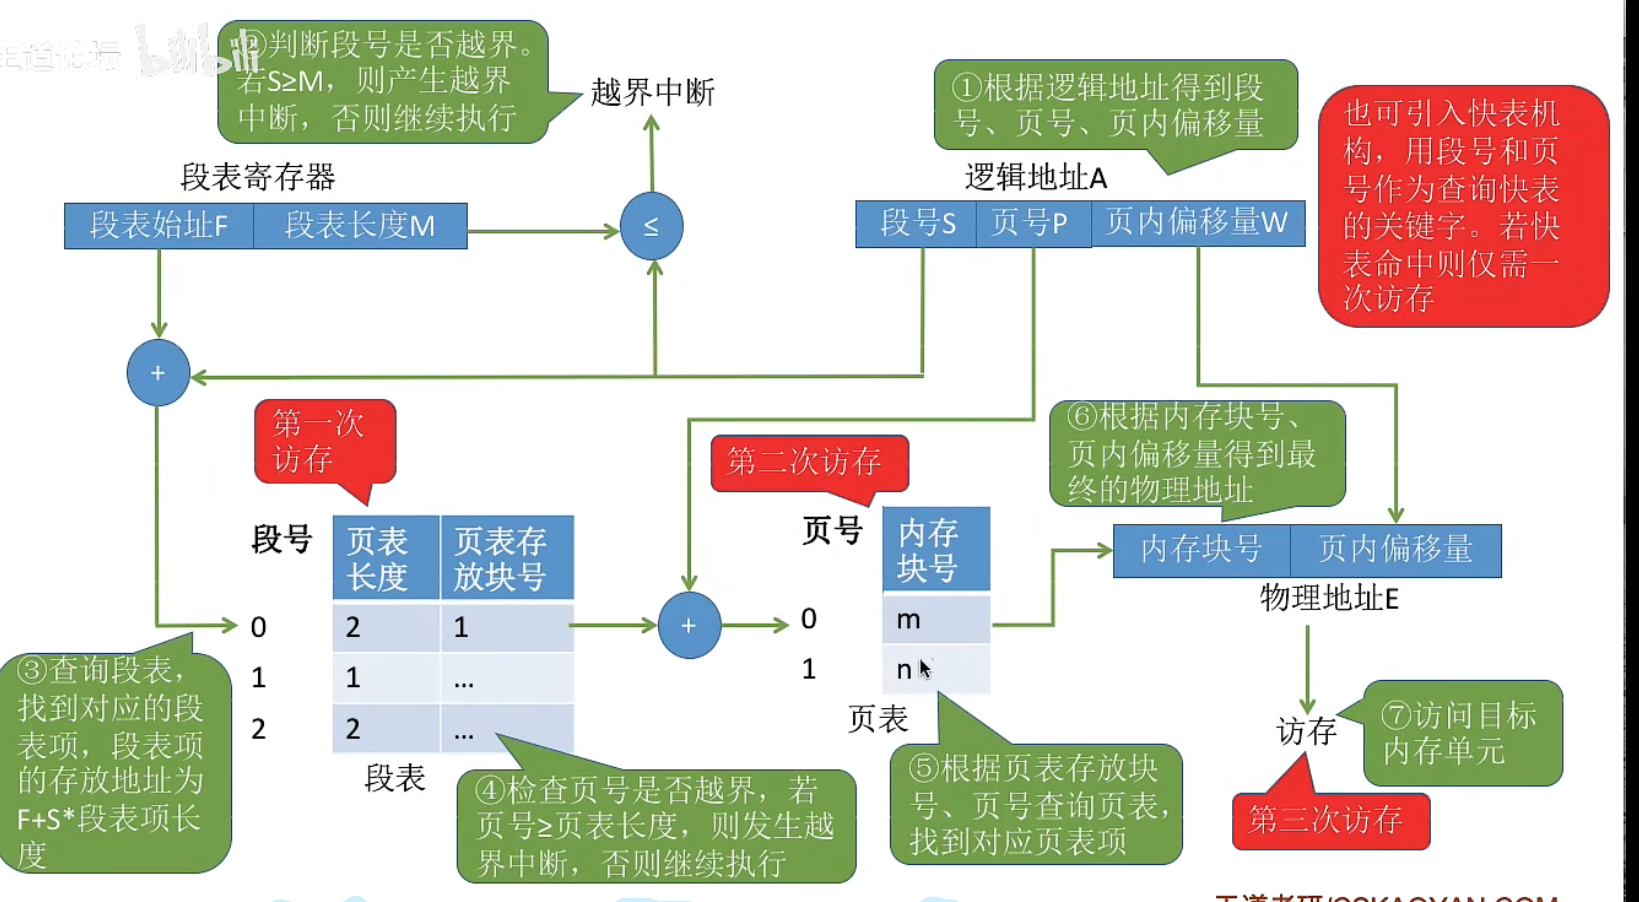 王道论坛 bilibili
②判断段号是否越界。
若S≥M，则产生越界
中断，否则继续执行
越界中断
①根据逻辑地址得到段
号、页号、页内偏移量
也可引入快表机
构，用段号和页
号作为查询快表
的关键字。若快
表命中则仅需一
次访存
段表寄存器
段表始址F 段表长度M
≤
逻辑地址A
段号S 页号P 页内偏移量W
+
第一次
访存
第二次访存
⑥根据内存块号、
页内偏移量得到最
终的物理地址
段号 页表
长度 页表存
放块号
0 2 1
1 1 ...
2 2 ...
段表
+
页号 内存
块号
0 m
1 n
页表
内存块号 页内偏移量
物理地址E
③查询段表，
找到对应的段
表项，段表项
的存放地址为
F+S*段表项长
度
④检查页号是否越界，若
页号≥页表长度，则发生越
界中断，否则继续执行
⑤根据页表存放块
号、页号查询页表，
找到对应页表项
访存
⑦访问目标
内存单元
第三次访存
王道考研/CSKAOYAN.COM